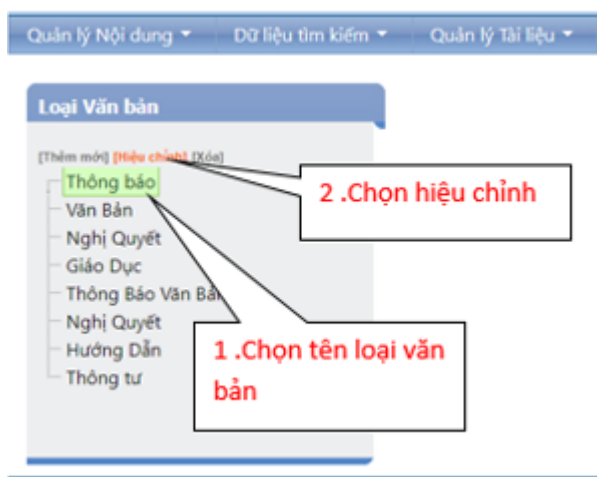 Quản lý Nội dung Dữ liệu tìm kiếm Quản lý Tài liệu
Loại Văn bản
[Thêm mới] [Hiệu chỉnh] [Xóa]
Thông báo
2 .Chọn hiệu chỉnh
Văn Bản
Nghị Quyết
Giáo Dục
Thông Báo Văn Bản
Nghị Quyết
1 .Chọn tên loại văn
bản
Hướng Dẫn
Thông tư